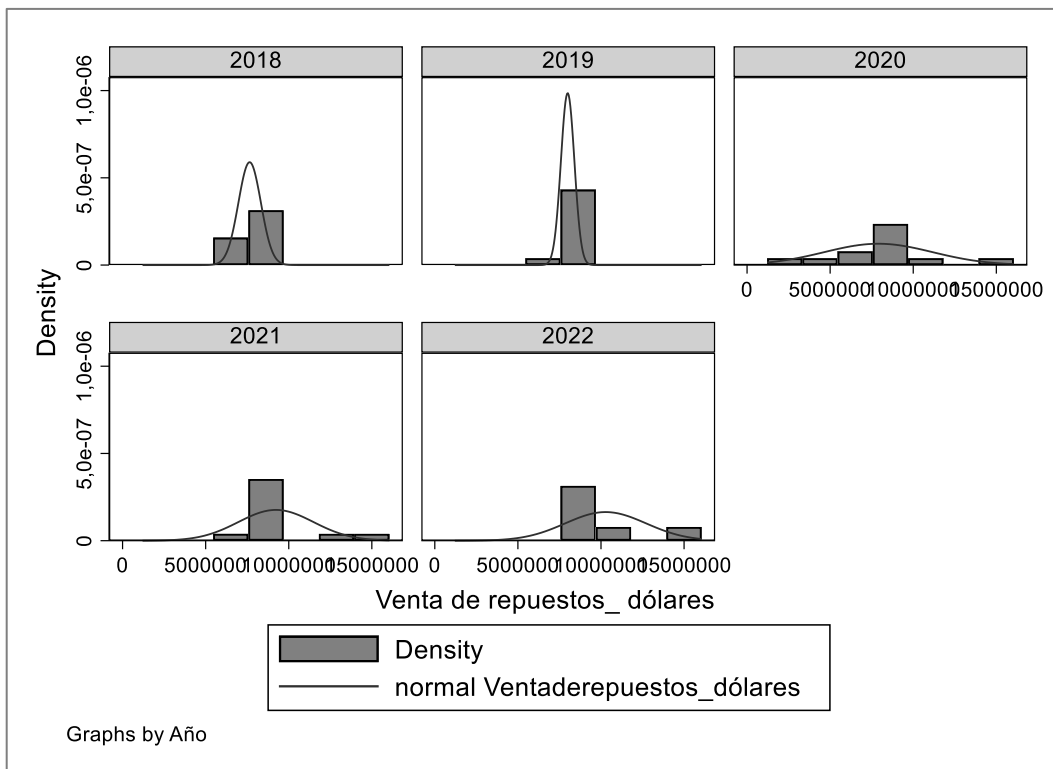 Density
2018
2019
2020
1,0e-06
5,0e-07
0
0 5000000 10000000 15000000
2021
2022
1,0e-06
5,0e-07
0
0 5000000 10000000 15000000
0 5000000 10000000 15000000
Venta de repuestos_ dólares
Density
normal Ventaderepuestos_dólares
Graphs by Año